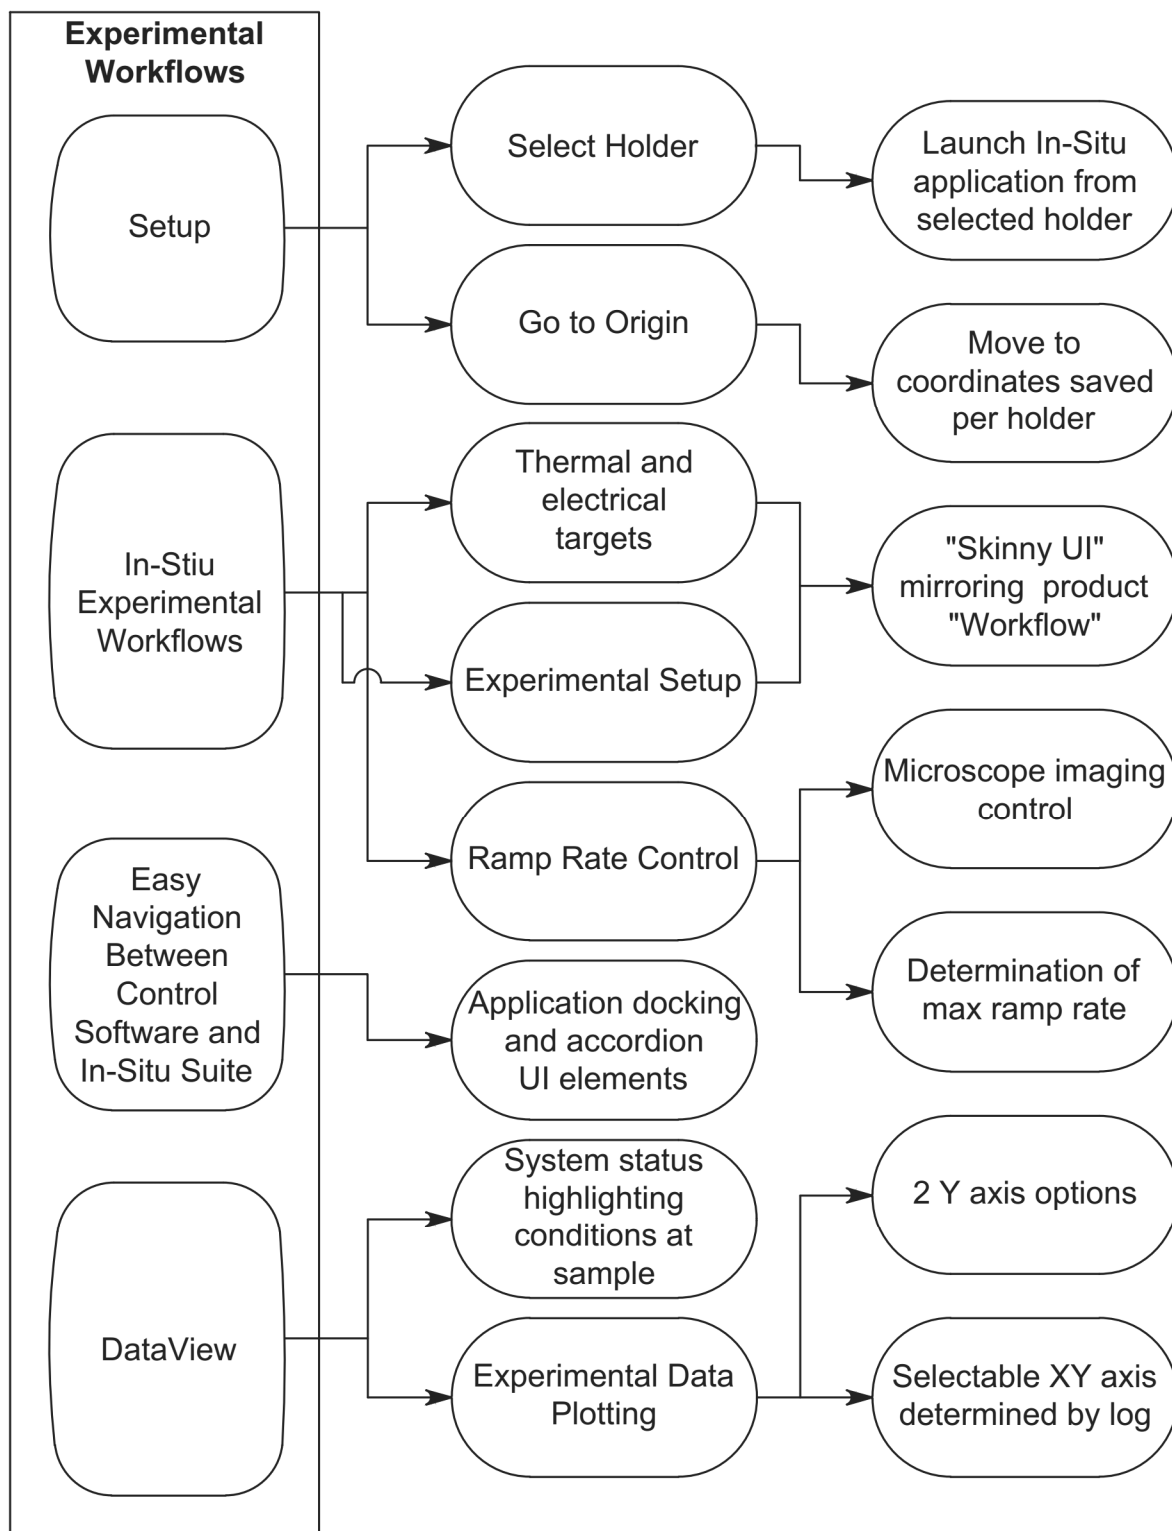 Experimental
Workflows
Setup
Select Holder
Launch In-Situ
application from
selected holder
Go to Origin
Move to
coordinates saved
per holder
In-Stiu
Experimental
Workflows
Thermal and
electrical
targets
Experimental Setup
"Skinny UI"
mirroring product
"Workflow"
Ramp Rate Control
Microscope imaging
control
Determination of
max ramp rate
Easy
Navigation
Between
Control
Software and
In-Situ Suite
Application docking
and accordion
UI elements
DataView
System status
highlighting
conditions at
sample
Experimental Data
Plotting
2 Y axis options
Selectable XY axis
determined by log